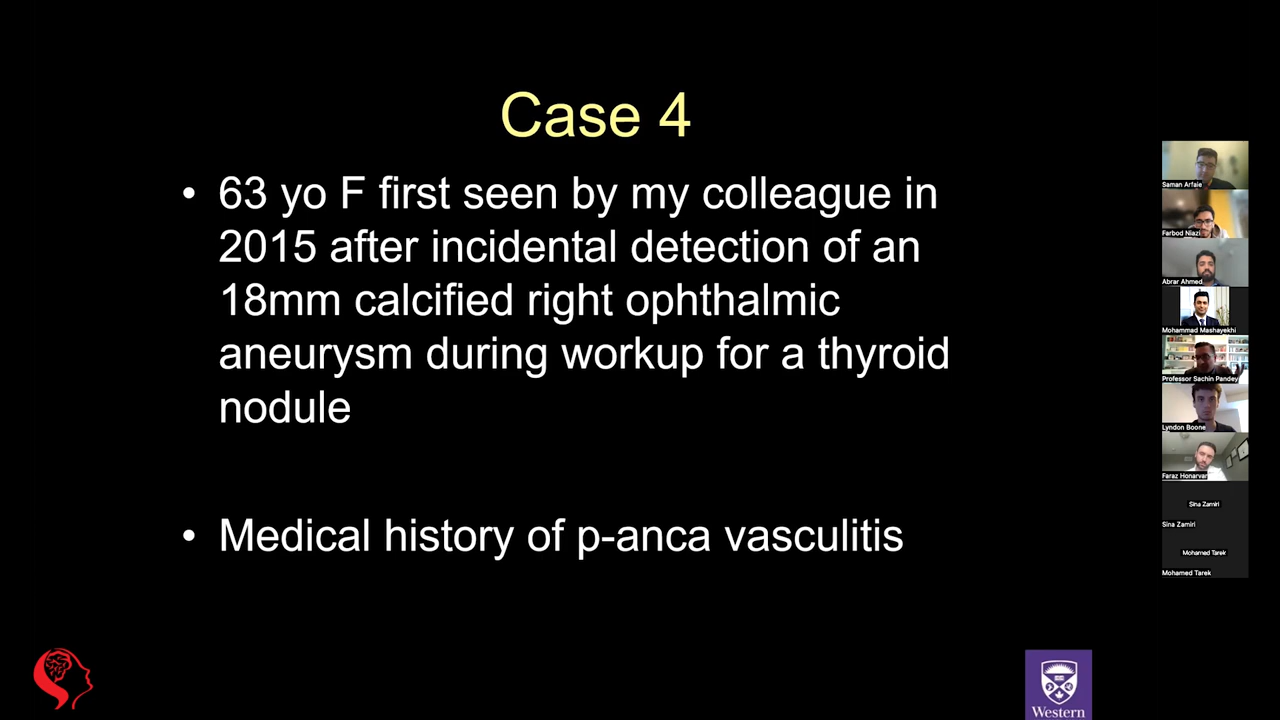 Case 4
• 63 yo F first seen by my colleague in
2015 after incidental detection of an
18mm calcified right ophthalmic
aneurysm during workup for a thyroid
nodule
• Medical history of p-anca vasculitis
Saman Arfaie
Farbod Niazi
Abrar Ahmed
Mohammad Mashayekhi
Professor Sachin Pandey
Lyndon Boone
Faraz Honarvar
Sina Zamiri
Sina Zamiri
Mohamed Tarek
Mohamed Tarek
Western